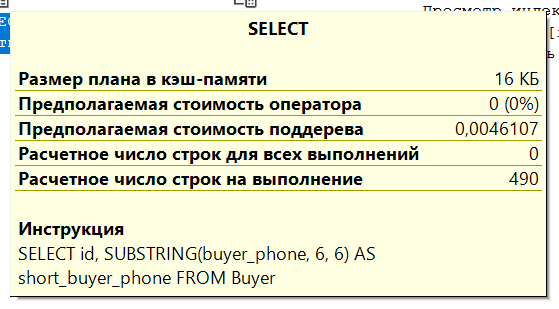 Просмотр индек
SELECT
Размер плана в кэш-памяти 16 КБ
Предполагаемая стоимость оператора 0 (0%)
Предполагаемая стоимость поддерева 0,0046107
Расчетное число строк для всех выполнений 0
Расчетное число строк на выполнение 490
Инструкция
SELECT id, SUBSTRING(buyer_phone, 6, 6) AS
short_buyer_phone FROM Buyer